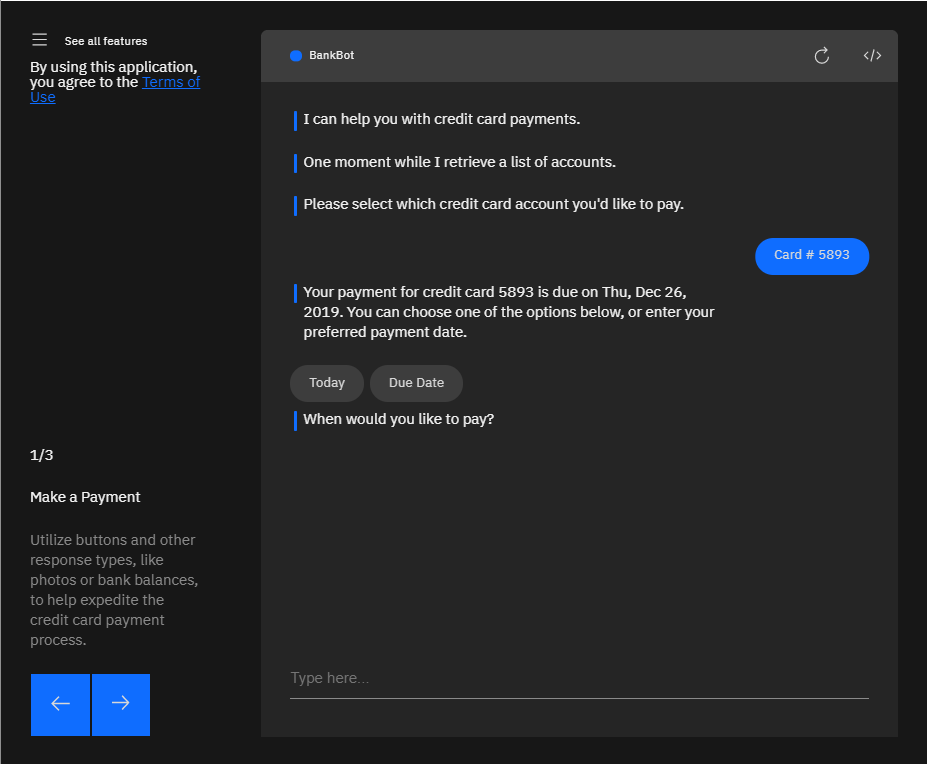 See all features
By using this application,
you agree to the Terms of
Use
BankBot
I can help you with credit card payments.
One moment while I retrieve a list of accounts.
Please select which credit card account you'd like to pay.
Card # 5893
Your payment for credit card 5893 is due on Thu, Dec 26,
2019. You can choose one of the options below, or enter your
preferred payment date.
Today
Due Date
When would you like to pay?
Type here...
1/3
Make a Payment
Utilize buttons and other
response types, like
photos or bank balances,
to help expedite the
credit card payment
process.